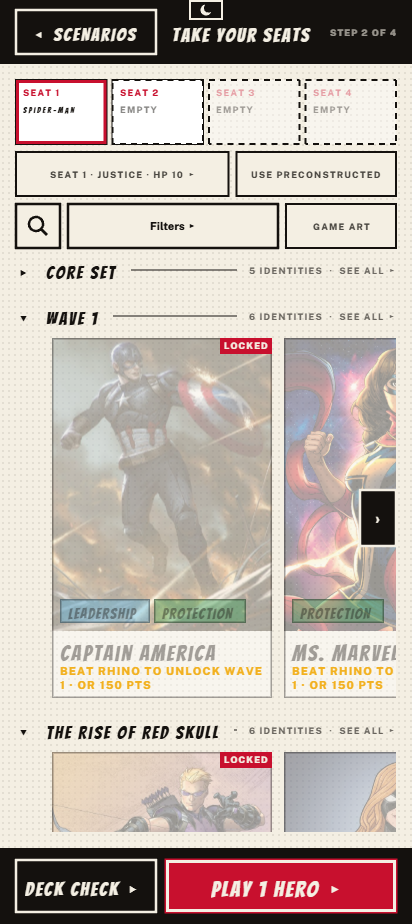 ◂ SCENARIOS
TAKE YOUR SEATS
STEP 2 OF 4
SEAT 1
SPIDER-MAN
SEAT 2
EMPTY
SEAT 3
EMPTY
SEAT 4
EMPTY
SEAT 1 · JUSTICE · HP 10 ▸
USE PRECONSTRUCTED
Filters ▸
GAME ART
▸ CORE SET
5 IDENTITIES · SEE ALL ▸
▾ WAVE 1
6 IDENTITIES · SEE ALL ▸
LOCKED
LEADERSHIP
PROTECTION
CAPTAIN AMERICA
BEAT RHINO TO UNLOCK WAVE
1 · OR 150 PTS
›
PROTECTION
MS. MARVEL
BEAT RHINO TO
1 · OR 150 PTS
▾ THE RISE OF RED SKULL
6 IDENTITIES · SEE ALL ▸
LOCKED
DECK CHECK ▸
PLAY 1 HERO ▸